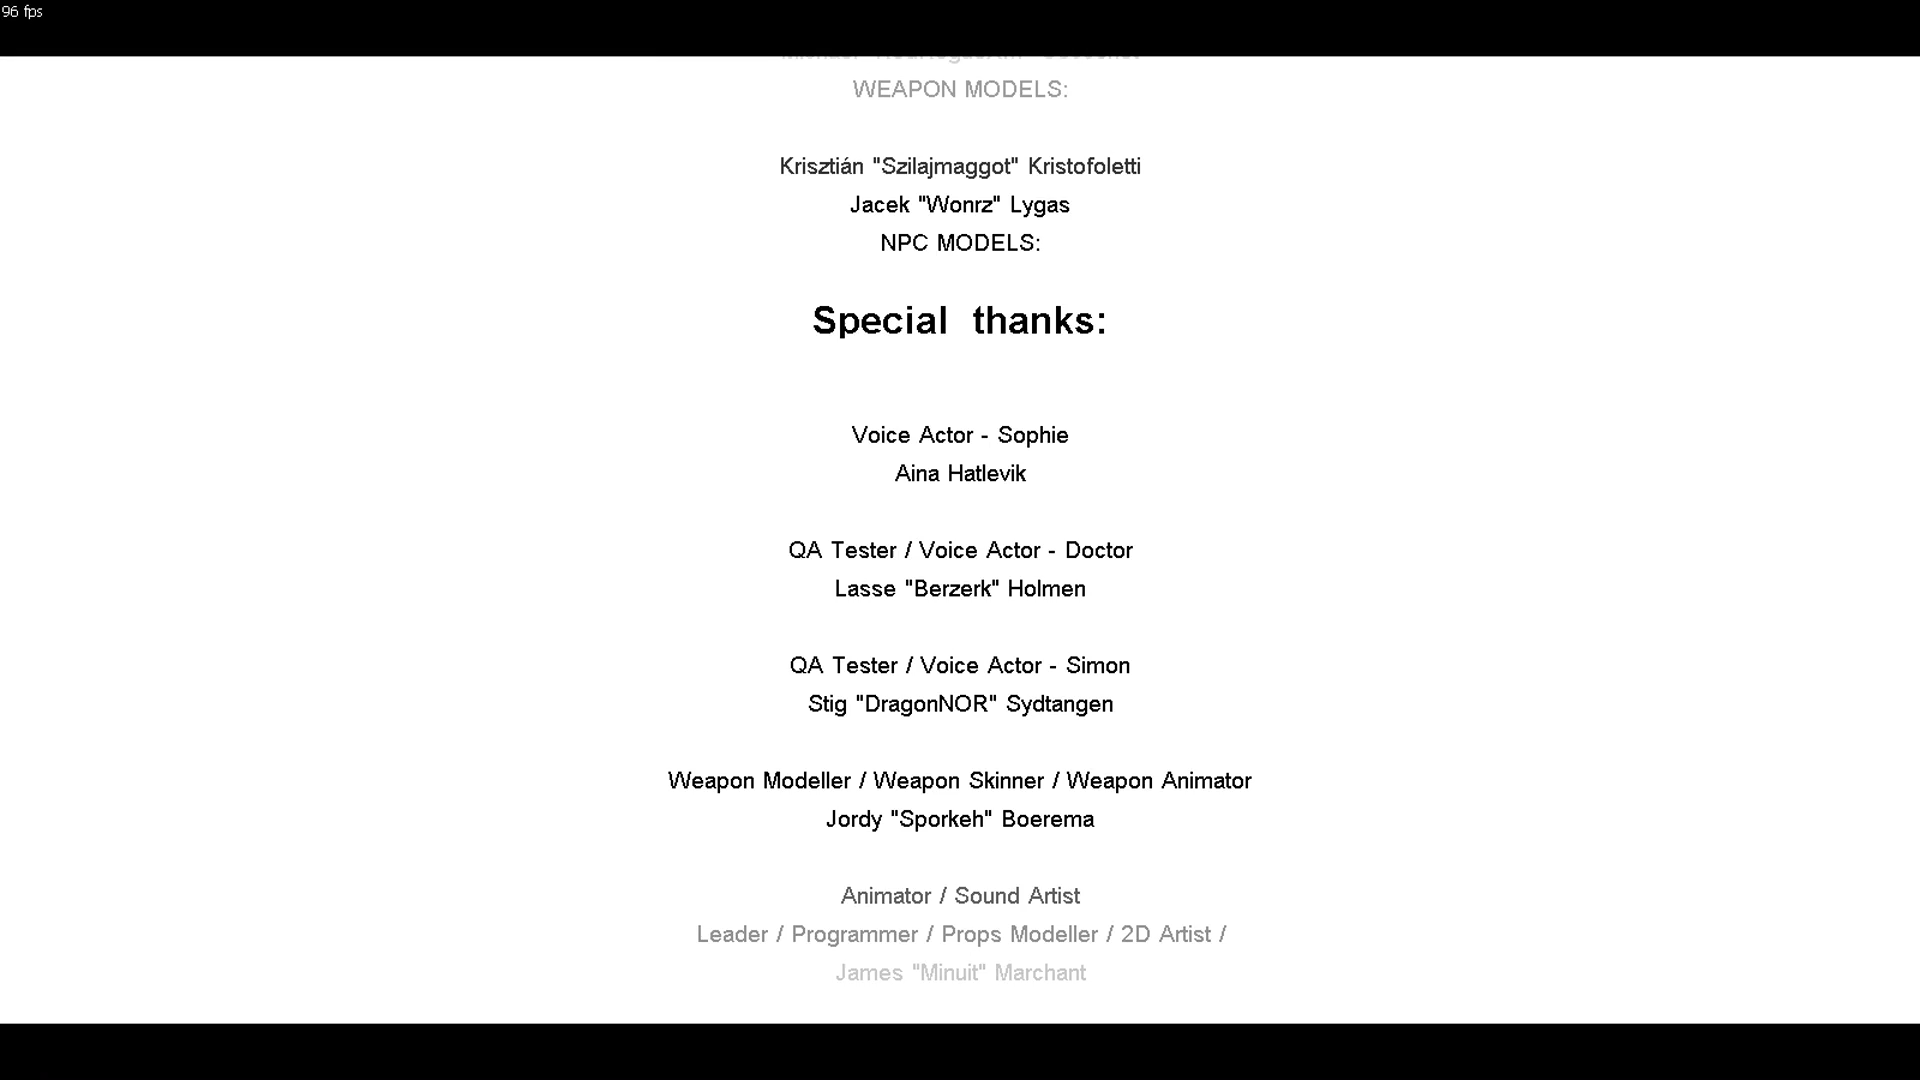 96 fps
WEAPON MODELS:
Krisztián "Szilajmaggot" Kristofoletti
Jacek "Wonrz" Lygas
NPC MODELS:
Special thanks:
Voice Actor - Sophie
Aina Hatlevik
QA Tester / Voice Actor - Doctor
Lasse "Berzerk" Holmen
QA Tester / Voice Actor - Simon
Stig "DragonNOR" Sydtangen
Weapon Modeller / Weapon Skinner / Weapon Animator
Jordy "Sporkeh" Boerema
Animator / Sound Artist
Leader / Programmer / Props Modeller / 2D Artist /
James "Minuit" Marchant